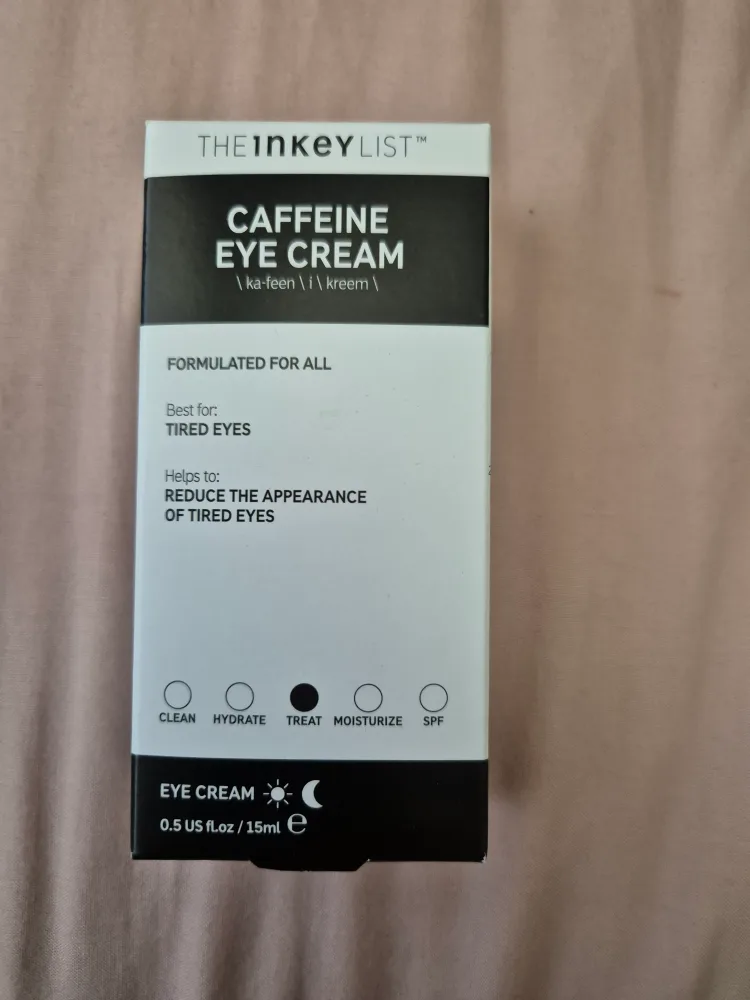 THE INKEY LIST™
CAFFEINE
EYE CREAM
\ ka-feen \ i \ kreem \
FORMULATED FOR ALL
Best for:
TIRED EYES
Helps to:
REDUCE THE APPEARANCE
OF TIRED EYES
CLEAN HYDRATE TREAT MOISTURIZE SPF
EYE CREAM
0.5 US fl.oz / 15ml ℮